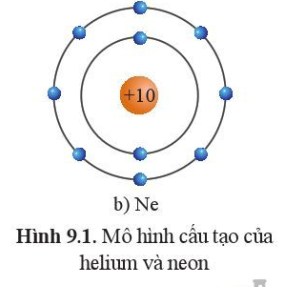 +10
b) Ne
Hình 9.1. Mô hình cấu tạo của
helium và neon